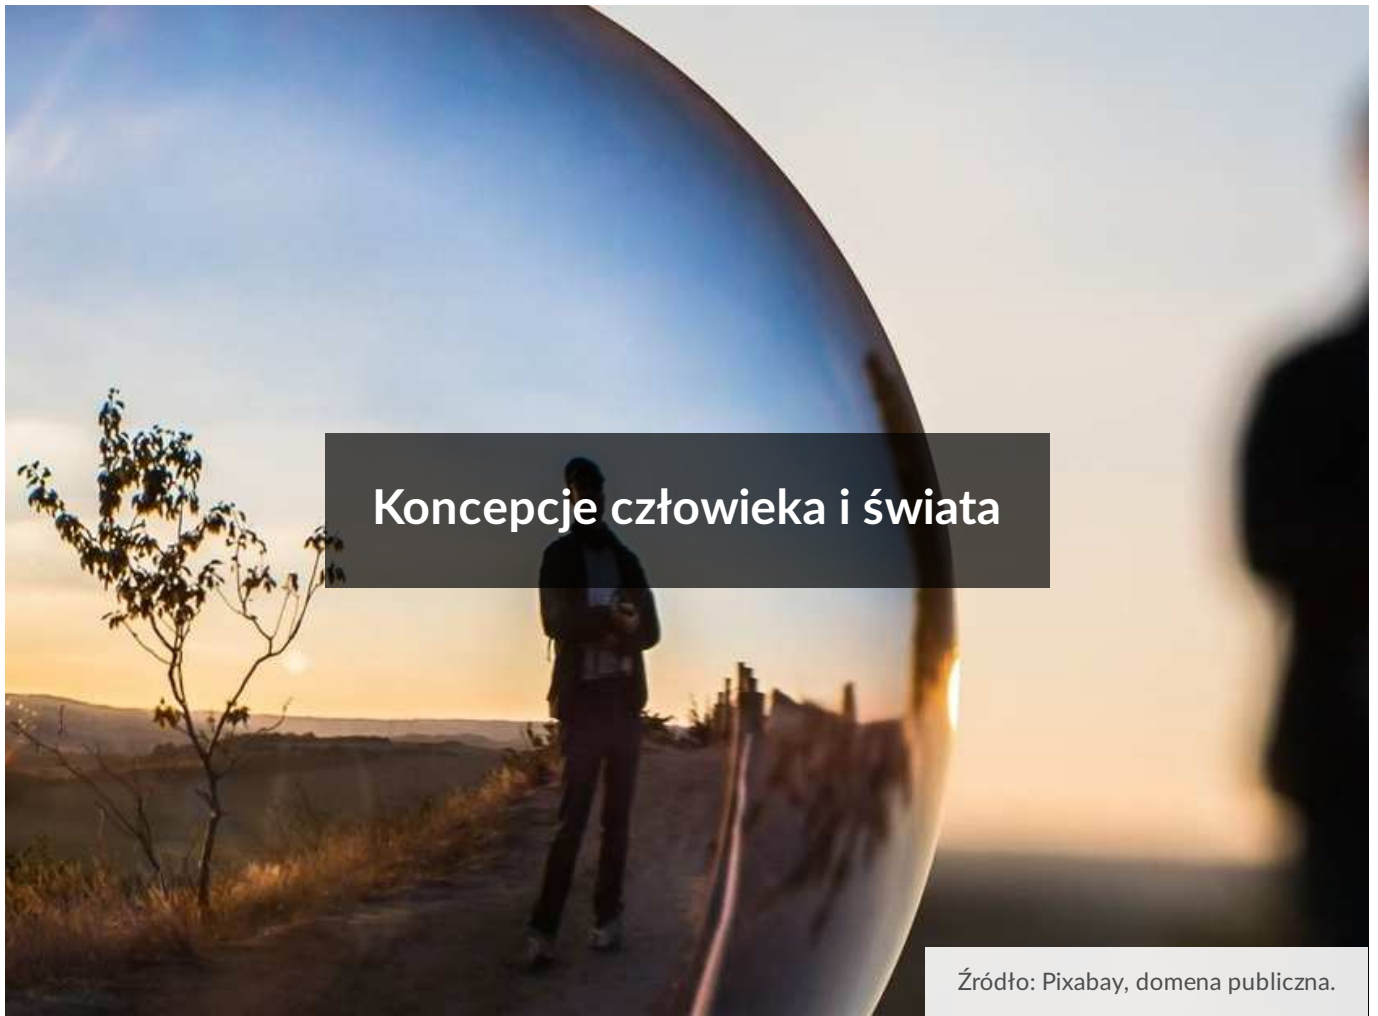 Koncepcje człowieka i świata
Źródło: Pixabay, domena publiczna.